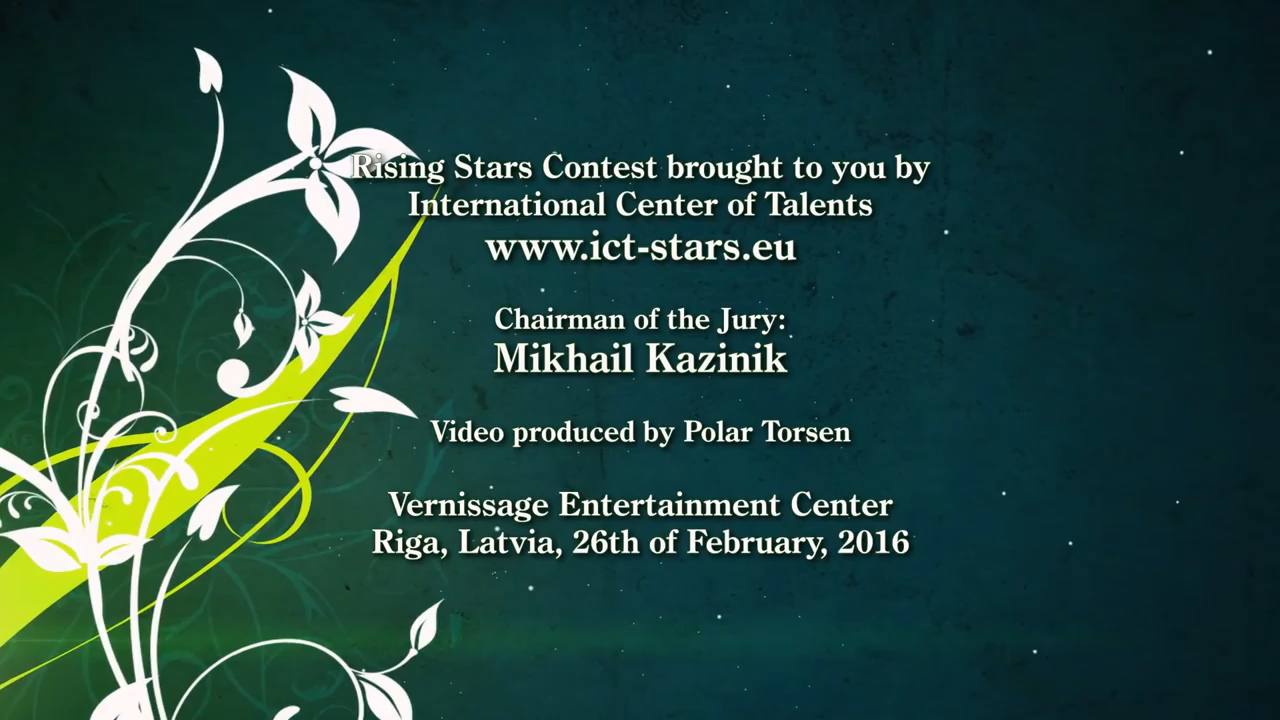 Rising Stars Contest brought to you by
International Center of Talents
www.ict-stars.eu
Chairman of the Jury:
Mikhail Kazinik
Video produced by Polar Torsen
Vernissage Entertainment Center
Riga, Latvia, 26th of February, 2016